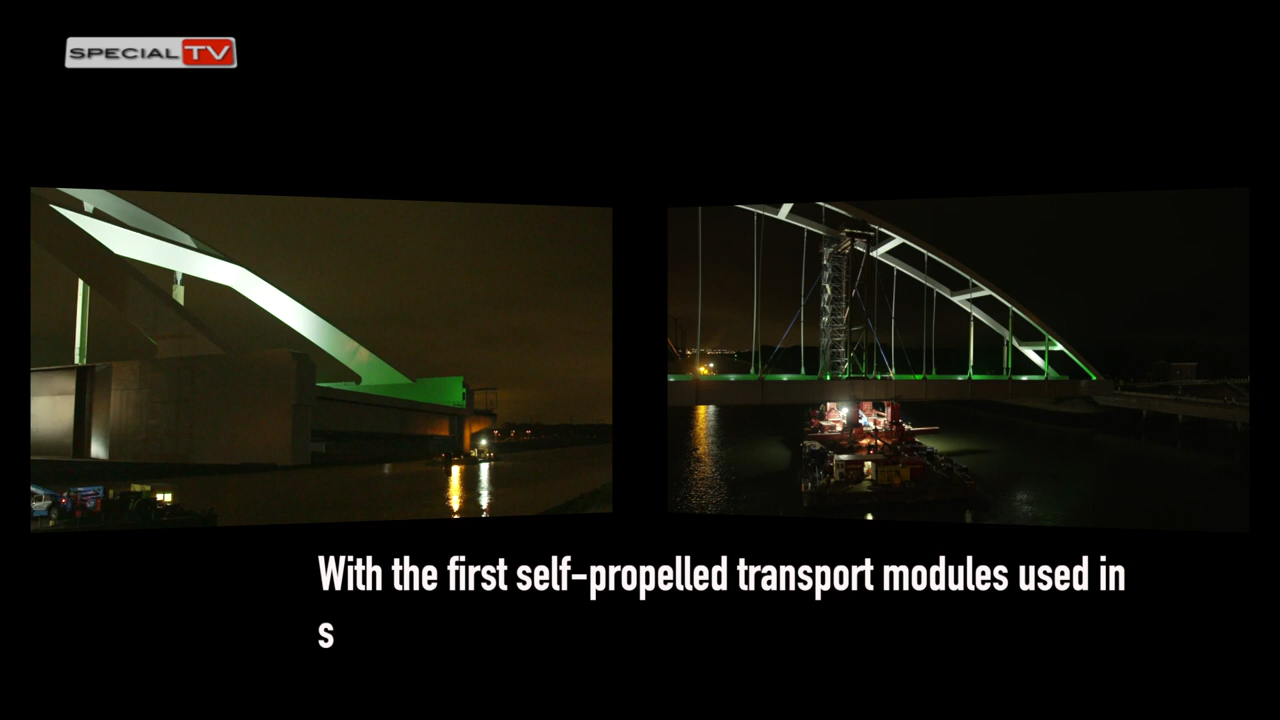 SPECIAL TV
With the first self-propelled transport modules used in
s